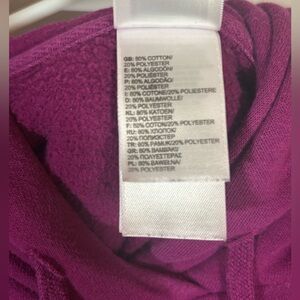 GB: 80% COTTON/
20% POLYESTER
E: 80% ALGODÓN/
20% POLIÉSTER
P: 80% ALGODÃO/
20% POLIÉSTER
I: 80% COTONE/20% POLIESTERE
D: 80% BAUMWOLLE/
20% POLYESTER
NL: 80% KATOEN/
20% POLYESTER
F: 80% COTON/20% POLYESTER
RU: 80% ХЛОПОК/
20% ПОЛИЭСТЕР
TR: 80% PAMUK/20% POLYESTER
GR: 80% ΒΑΜΒΑΚΙ/
20% ΠΟΛΥΕΣΤΕΡΑΣ
PL: 80% BAWEŁNA/
20% POLYESTER